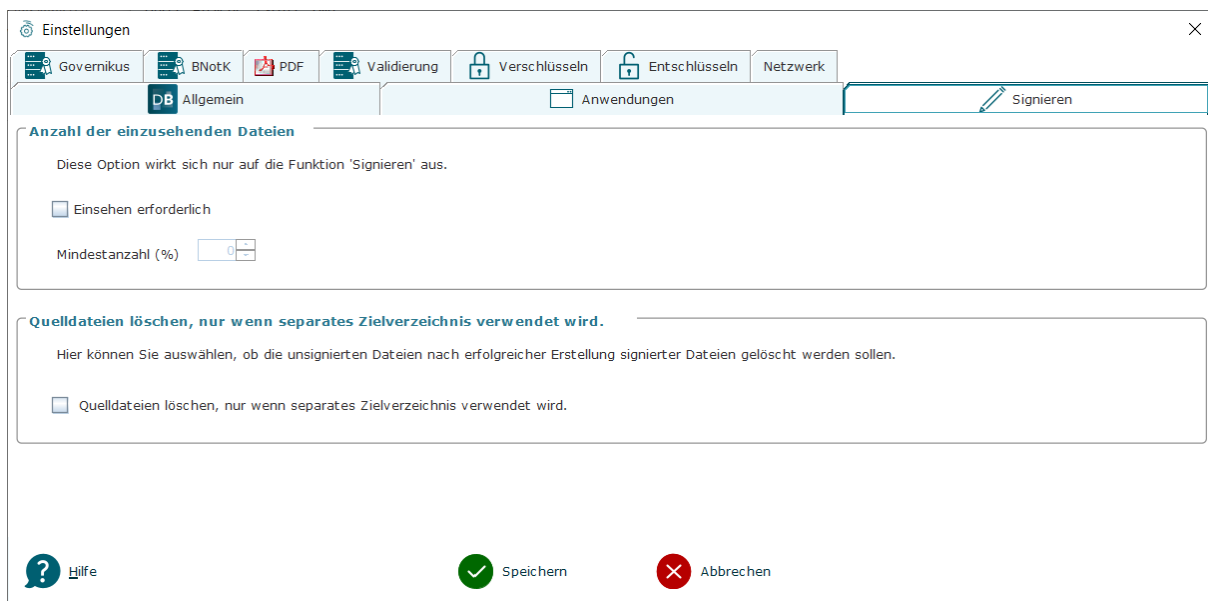 Einstellungen
Governikus BNotK PDF Validierung Verschlüsseln Entschlüsseln Netzwerk
DB Allgemein Anwendungen Signieren
Anzahl der einzusehenden Dateien
Diese Option wirkt sich nur auf die Funktion 'Signieren' aus.
Einsehen erforderlich
Mindestanzahl (%) 0
Quelldateien löschen, nur wenn separates Zielverzeichnis verwendet wird.
Hier können Sie auswählen, ob die unsignierten Dateien nach erfolgreicher Erstellung signierter Dateien gelöscht werden sollen.
Quelldateien löschen, nur wenn separates Zielverzeichnis verwendet wird.
? Hilfe Speichern Abbrechen